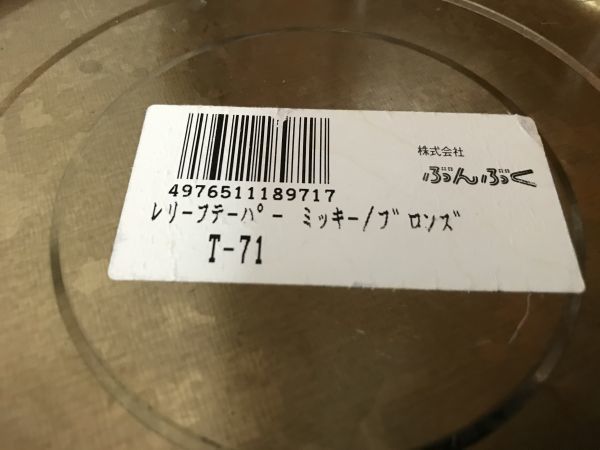 株式会社
ぶんぶく
4976511189717
レリーフテーパー ミッキー/ブロンズ
T-71